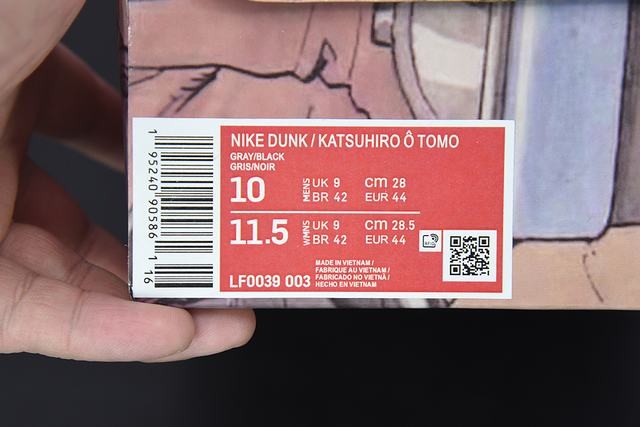 NIKE DUNK / KATSUHIRO Ô TOMO
GRAY/BLACK
GRIS/NOIR
10 MENS UK 9 cm 28
BR 42 EUR 44
11.5 WMNS UK 9 cm 28.5
BR 42 EUR 44
MADE IN VIETNAM /
FABRIQUE AU VIETNAM /
FABRICADO NO VIETNÃ /
HECHO EN VIETNAM
LF0039 003
1 95240 90586 1 16